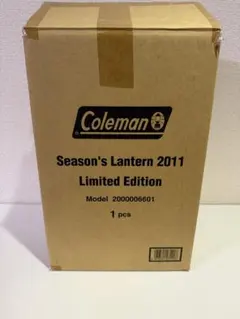 Coleman
Season's Lantern 2011
Limited Edition
Model 2000006601
1 pcs